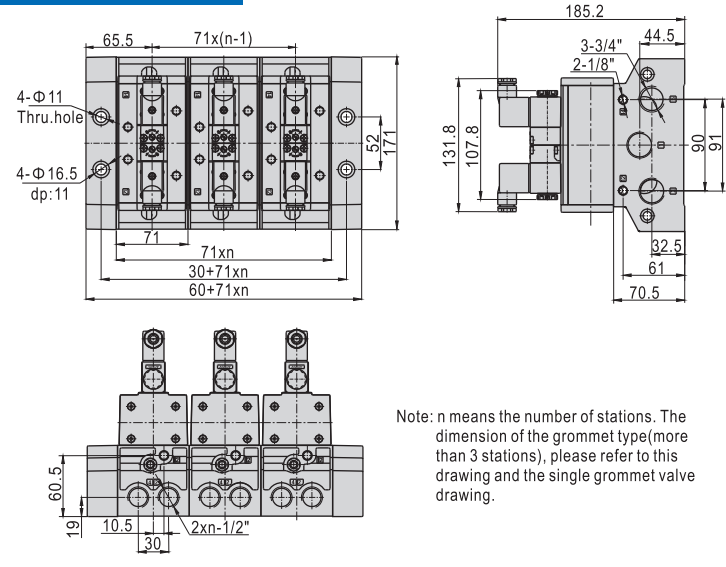 65.5
71x(n-1)
4-Φ11
Thru.hole
4-Φ16.5
dp:11
52
171
71
71xn
30+71xn
60+71xn
185.2
44.5
3-3/4"
2-1/8"
131.8
107.8
90
91
32.5
61
70.5
60.5
19
10.5
30
2xn-1/2"
Note: n means the number of stations. The
dimension of the grommet type(more
than 3 stations), please refer to this
drawing and the single grommet valve
drawing.